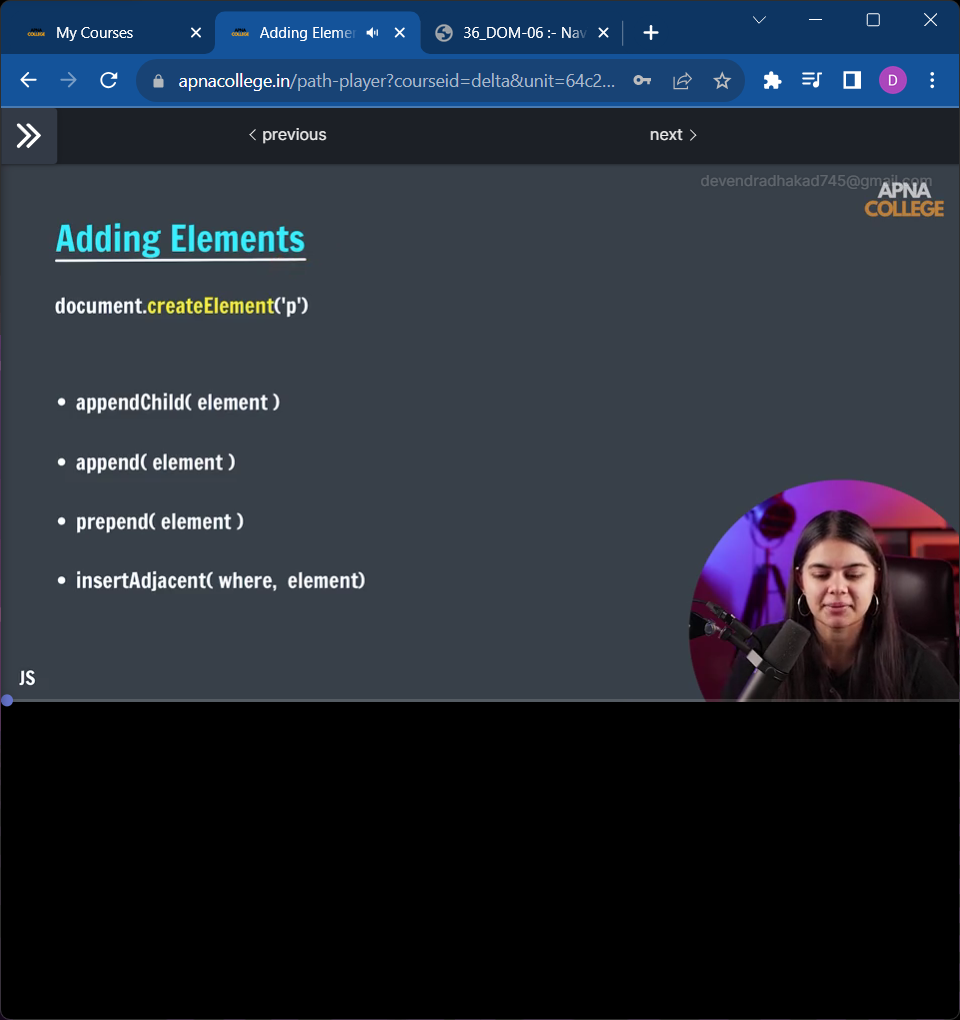 My Courses
Adding Elemen
36_DOM-06 :- Nav
apnacollege.in/path-player?courseid=delta&unit=64c2...
D
previous
next
devendradhakad745@gmail.com
APNA
COLLEGE
Adding Elements
document.createElement('p')
• appendChild( element )
• append( element )
• prepend( element )
• insertAdjacent( where, element)
JS